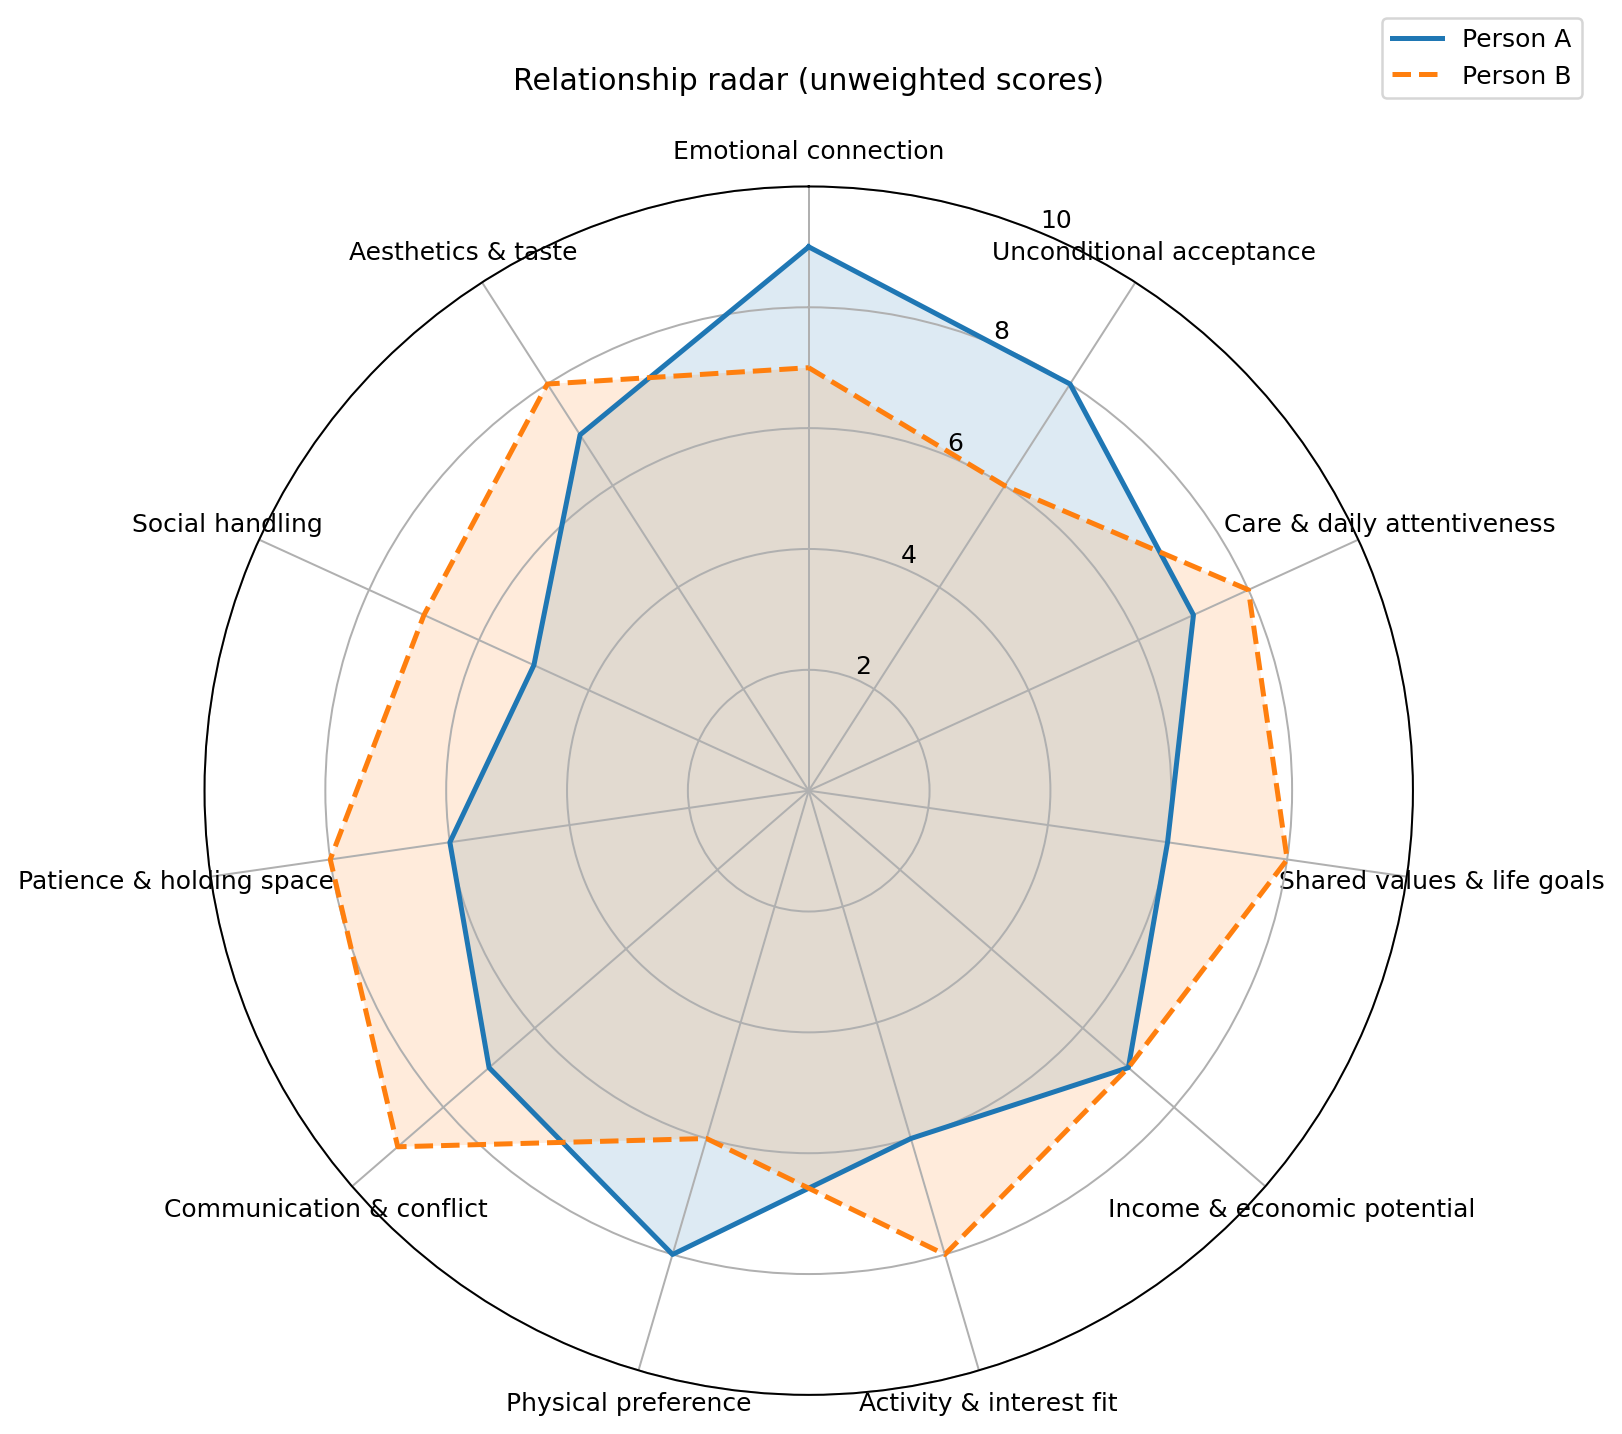 Person A
Person B
Relationship radar (unweighted scores)
Emotional connection
10
Aesthetics & taste
Unconditional acceptance
8
6
Social handling
Care & daily attentiveness
4
2
Patience & holding space
Shared values & life goals
Communication & conflict
Income & economic potential
Physical preference
Activity & interest fit